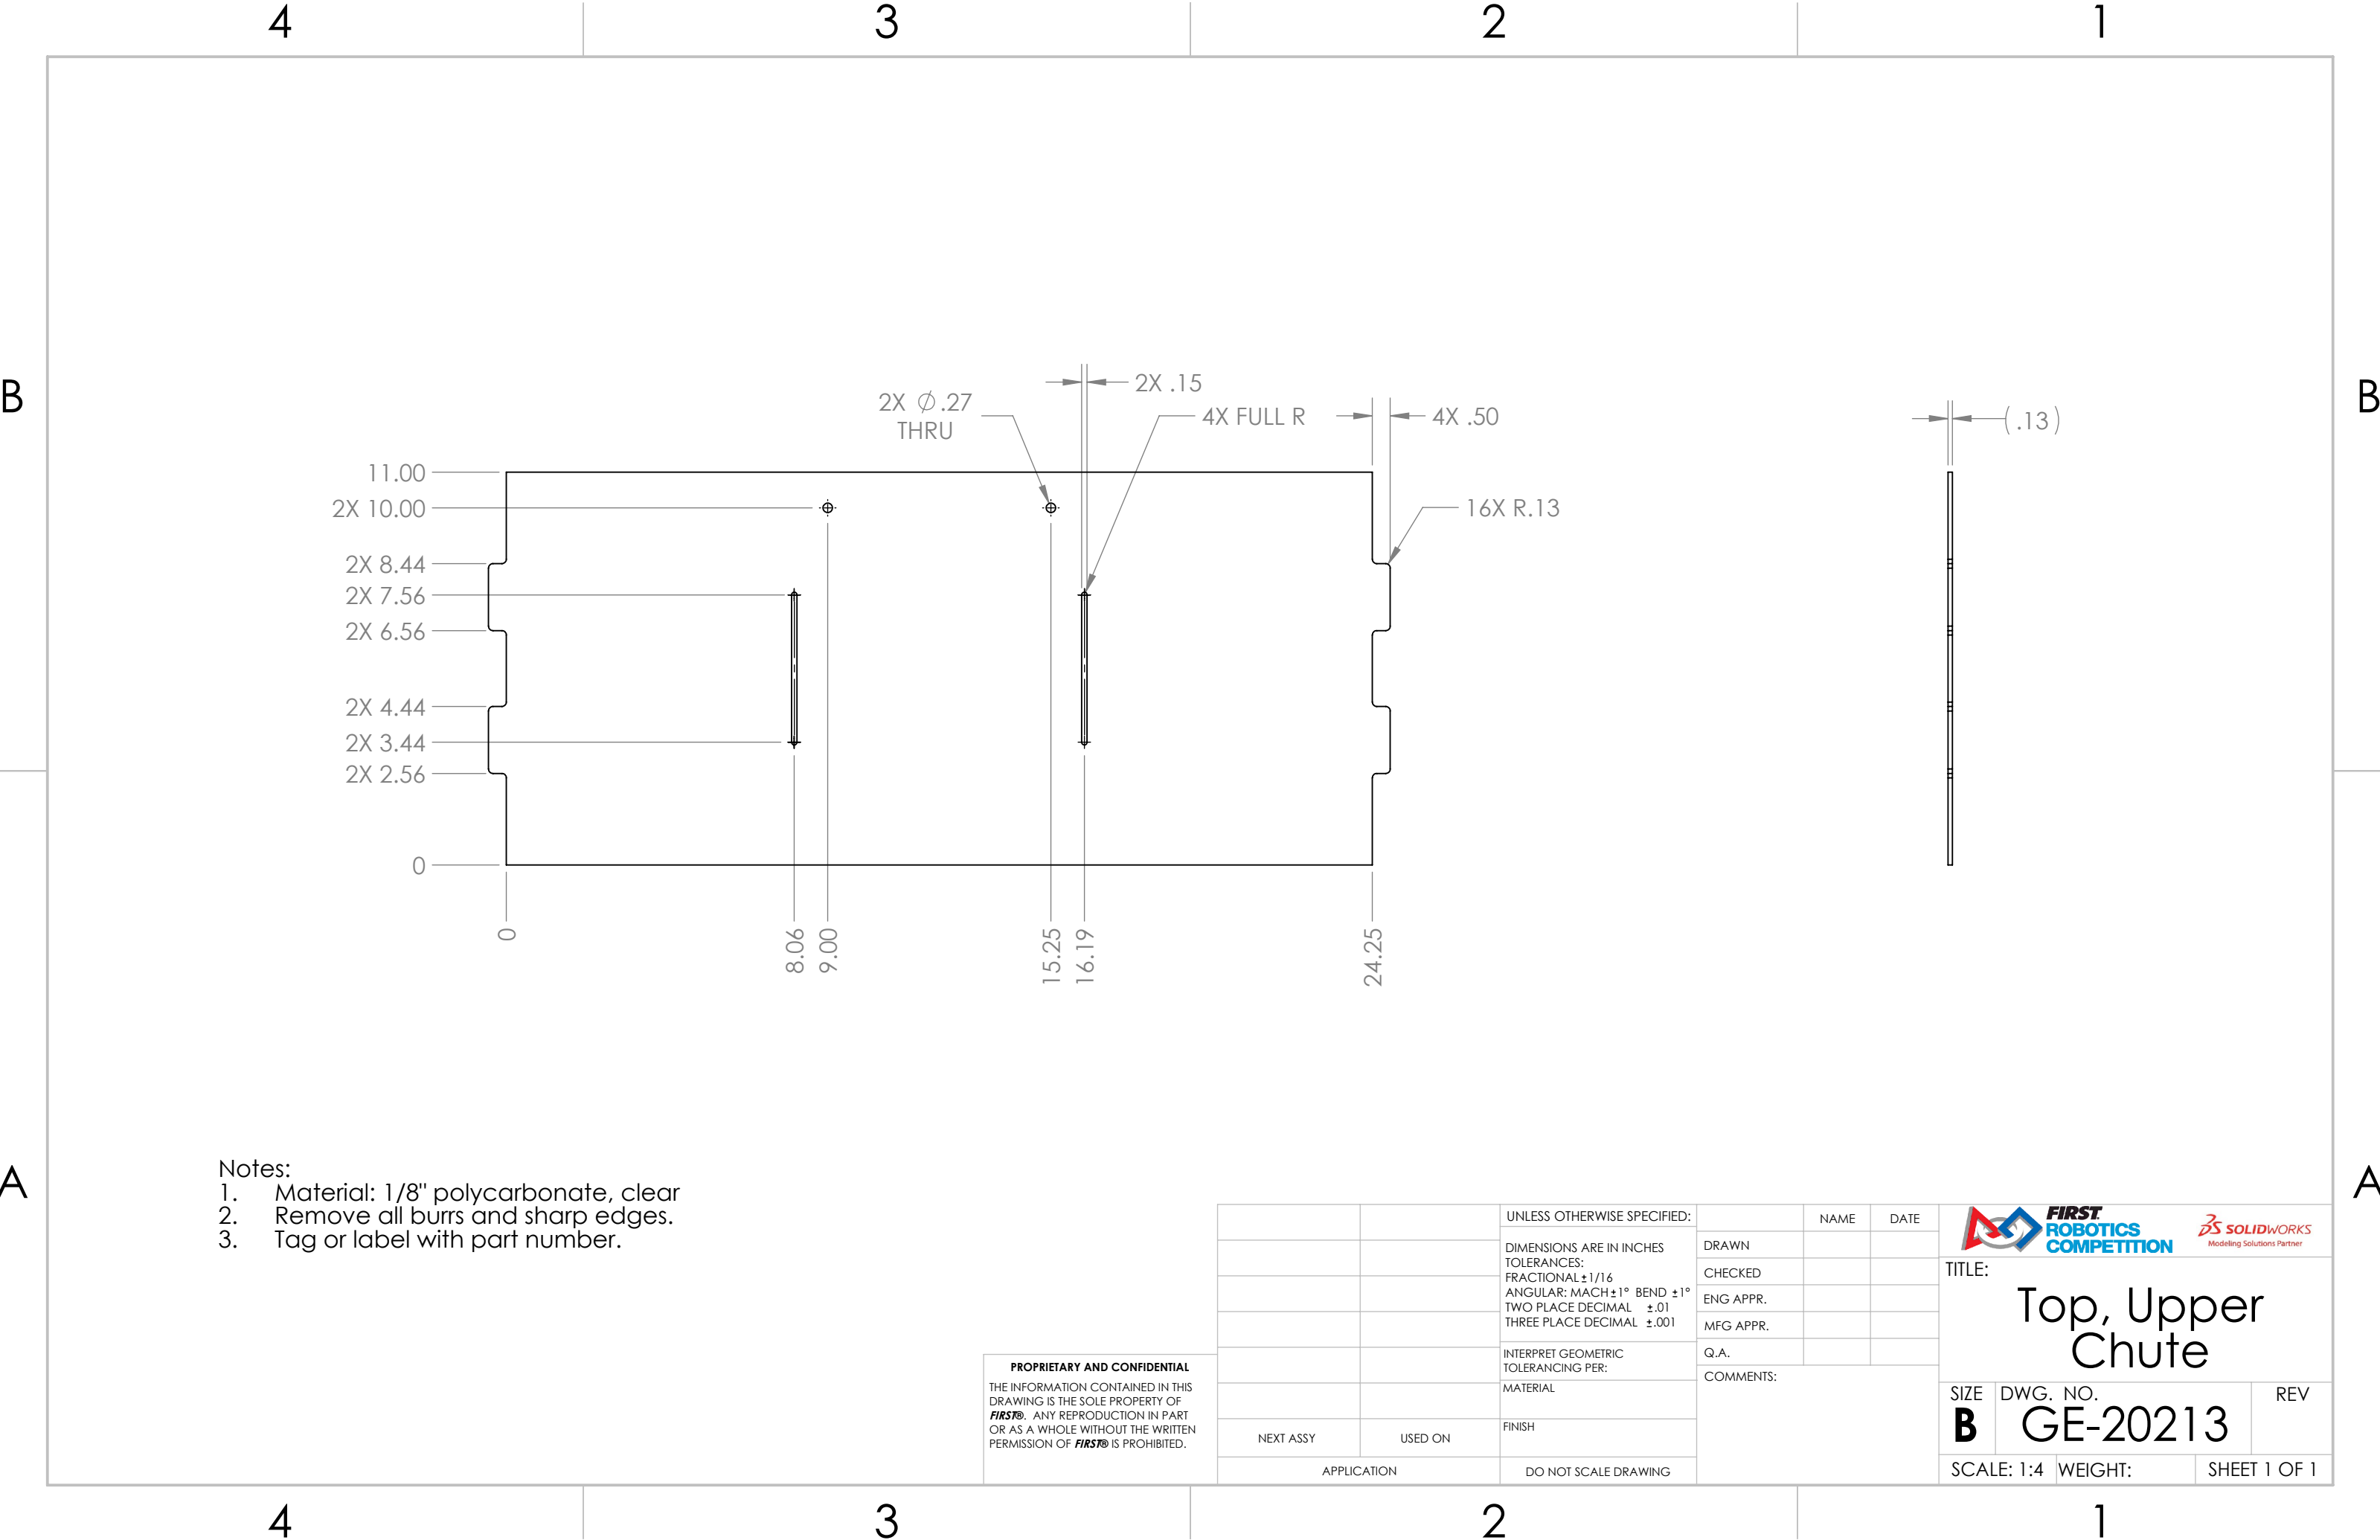 4 3 2 1
B B
2X .15
2X ∅.27
THRU
4X FULL R
4X .50
(.13)
11.00
2X 10.00
16X R.13
2X 8.44
2X 7.56
2X 6.56
2X 4.44
2X 3.44
2X 2.56
0
0
8.06
9.00
15.25
16.19
24.25
A A
Notes:
1. Material: 1/8" polycarbonate, clear
2. Remove all burrs and sharp edges.
3. Tag or label with part number.
PROPRIETARY AND CONFIDENTIAL
THE INFORMATION CONTAINED IN THIS
DRAWING IS THE SOLE PROPERTY OF
FIRST®. ANY REPRODUCTION IN PART
OR AS A WHOLE WITHOUT THE WRITTEN
PERMISSION OF FIRST® IS PROHIBITED.
NEXT ASSY USED ON
APPLICATION
UNLESS OTHERWISE SPECIFIED:
DIMENSIONS ARE IN INCHES
TOLERANCES:
FRACTIONAL ±1/16
ANGULAR: MACH ±1° BEND ±1°
TWO PLACE DECIMAL ±.01
THREE PLACE DECIMAL ±.001
INTERPRET GEOMETRIC
TOLERANCING PER:
MATERIAL
FINISH
DO NOT SCALE DRAWING
NAME DATE
DRAWN
CHECKED
ENG APPR.
MFG APPR.
Q.A.
COMMENTS:
FIRST®
ROBOTICS
COMPETITION
SOLIDWORKS
Modeling Solutions Partner
TITLE:
Top, Upper
Chute
SIZE DWG. NO. REV
B GE-20213
SCALE: 1:4 WEIGHT: SHEET 1 OF 1
4 3 2 1